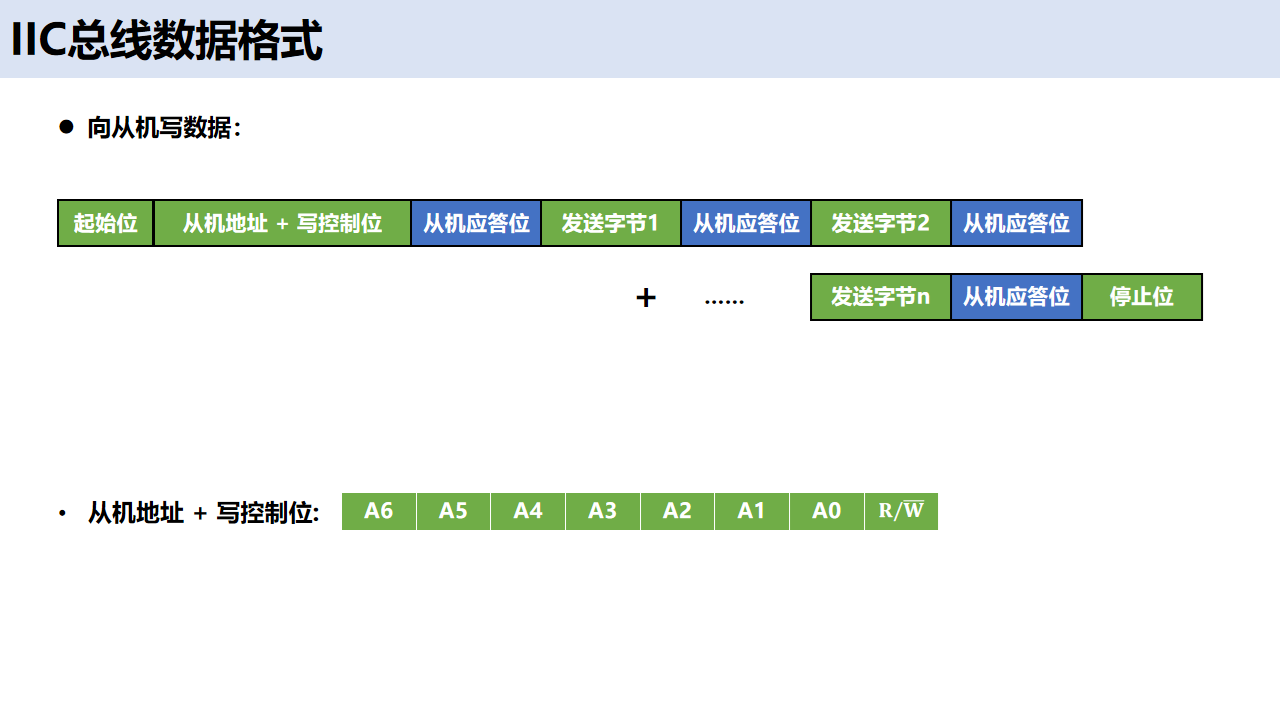 IIC总线数据格式
● 向从机写数据：
起始位 从机地址 + 写控制位 从机应答位 发送字节1 从机应答位 发送字节2 从机应答位
+ …… 发送字节n 从机应答位 停止位
• 从机地址 + 写控制位: A6 A5 A4 A3 A2 A1 A0 R/W̅